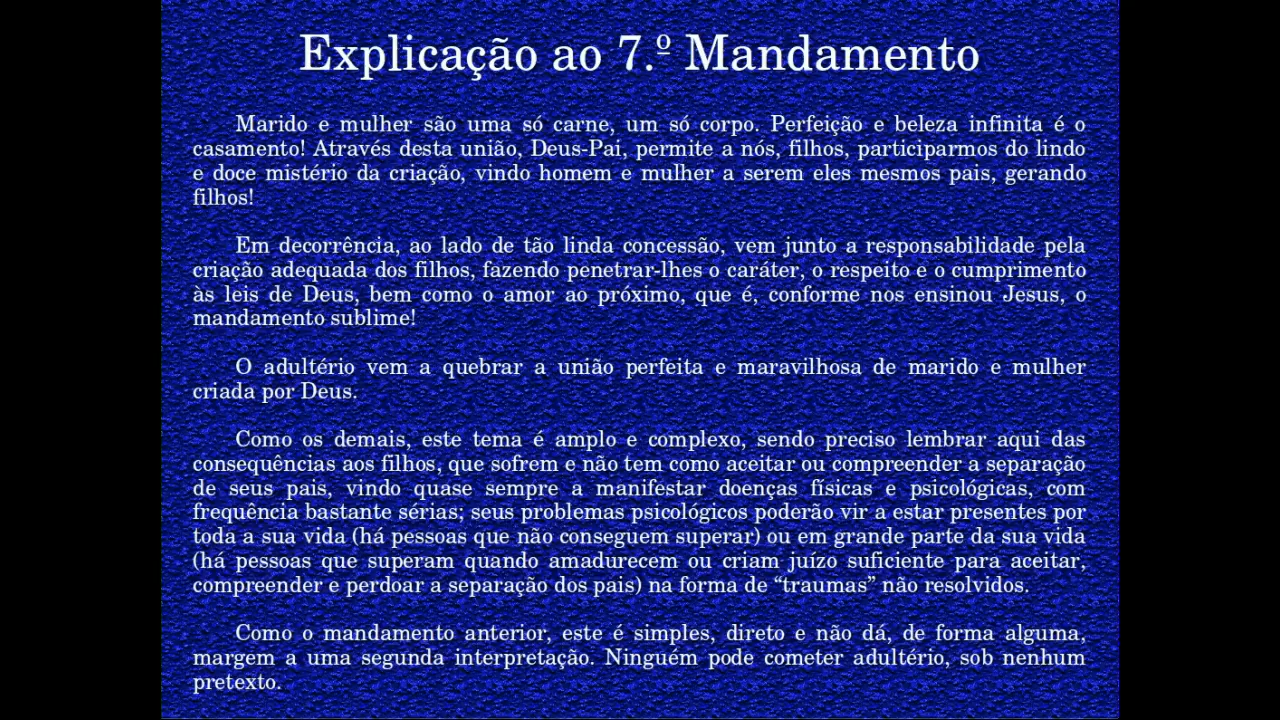 Explicação ao 7.º Mandamento
Marido e mulher são uma só carne, um só corpo. Perfeição e beleza infinita é o
casamento! Através desta união, Deus-Pai, permite a nós, filhos, participarmos do lindo
e doce mistério da criação, vindo homem e mulher a serem eles mesmos pais, gerando
filhos!
Em decorrência, ao lado de tão linda concessão, vem junto a responsabilidade pela
criação adequada dos filhos, fazendo penetrar-lhes o caráter, o respeito e o cumprimento
às leis de Deus, bem como o amor ao próximo, que é, conforme nos ensinou Jesus, o
mandamento sublime!
O adultério vem a quebrar a união perfeita e maravilhosa de marido e mulher
criada por Deus.
Como os demais, este tema é amplo e complexo, sendo preciso lembrar aqui das
consequências aos filhos, que sofrem e não tem como aceitar ou compreender a separação
de seus pais, vindo quase sempre a manifestar doenças físicas e psicológicas, com
frequência bastante sérias; seus problemas psicológicos poderão vir a estar presentes por
toda a sua vida (há pessoas que não conseguem superar) ou em grande parte da sua vida
(há pessoas que superam quando amadurecem ou criam juízo suficiente para aceitar,
compreender e perdoar a separação dos pais) na forma de “traumas” não resolvidos.
Como o mandamento anterior, este é simples, direto e não dá, de forma alguma,
margem a uma segunda interpretação. Ninguém pode cometer adultério, sob nenhum
pretexto.